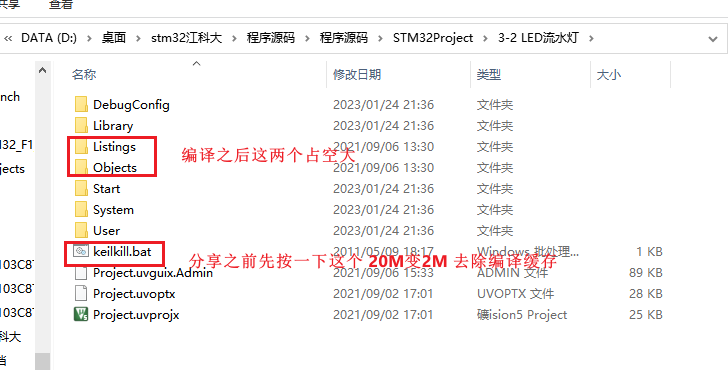 共享 查看
« DATA (D:) > 桌面 > stm32江科大 > 程序源码 > 程序源码 > STM32Project > 3-2 LED流水灯 >
名称 修改日期 类型 大小
DebugConfig 2023/01/24 21:36 文件夹
nch Library 2023/01/24 21:36 文件夹
Listings 编译之后这两个占空大 2021/09/06 13:30 文件夹
M32_F1
jects Objects 2021/09/06 13:30 文件夹
Start 2023/01/24 21:36 文件夹
System 2023/01/24 21:36 文件夹
User 2023/01/24 21:36 文件夹
keilkill.bat 2011/05/09 18:17 Windows 批处理... 1 KB
分享之前先按一下这个 20M变2M 去除编译缓存
103C8T Project.uvguix.Admin 2021/09/06 15:33 ADMIN 文件 89 KB
103C8T Project.uvoptx 2021/09/02 17:01 UVOPTX 文件 28 KB
103C8T Project.uvprojx 2021/09/02 17:01 礦ision5 Project 25 KB
科大